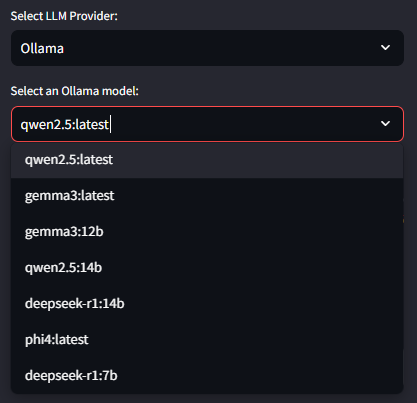 Select LLM Provider:
Ollama
Select an Ollama model:
qwen2.5:latest
qwen2.5:latest
gemma3:latest
gemma3:12b
qwen2.5:14b
deepseek-r1:14b
phi4:latest
deepseek-r1:7b